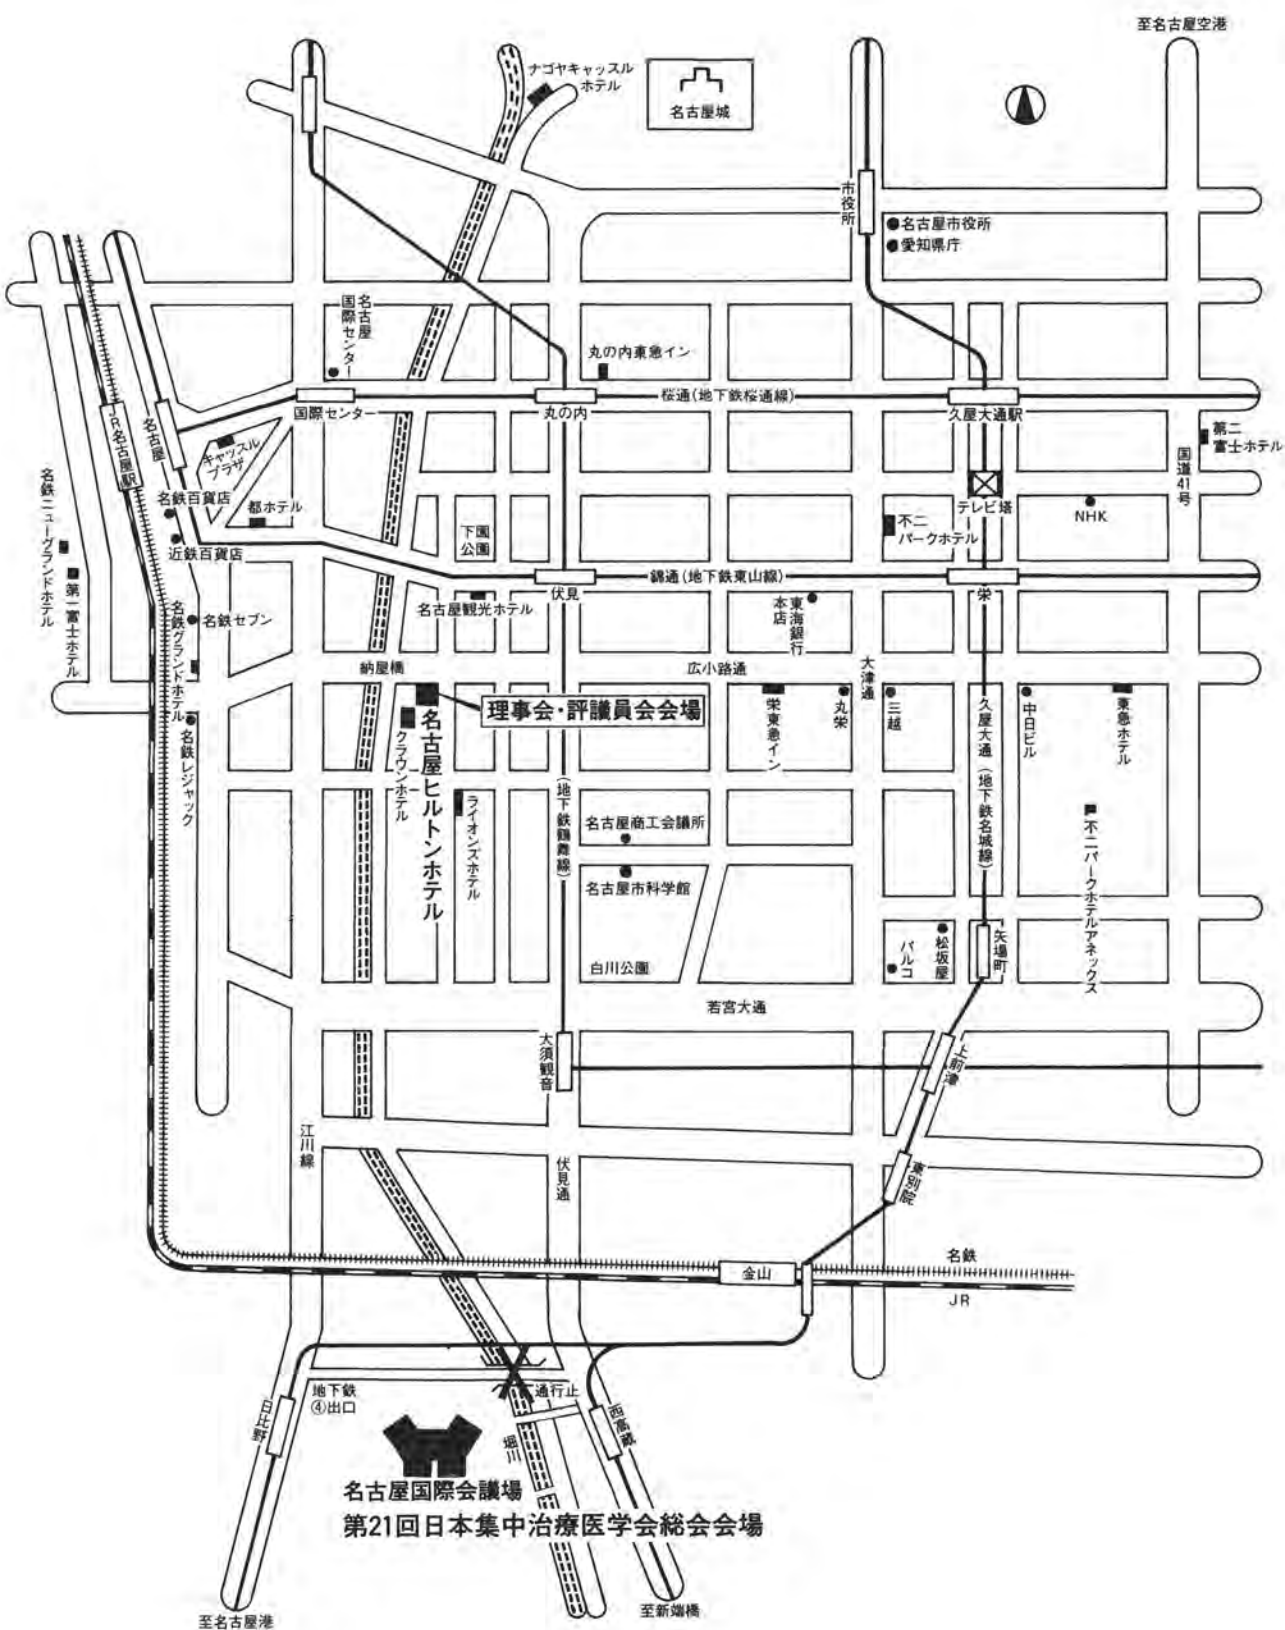 至名古屋空港
ナゴヤキャッスル
ホテル
名古屋城
市役所
名古屋市役所
愛知県庁
名古屋
国際センター
丸の内東急イン
桜通(地下鉄桜通線)
国際センター
丸の内
久屋大通駅
第二
富士ホテル
国道41号
JR名古屋駅
名古屋
キャッスル
プラザ
名鉄百貨店
都ホテル
近鉄百貨店
名鉄ニューグランドホテル
第一富士ホテル
名鉄グランドホテル
名鉄セブン
名鉄レジャック
下園
公園
テレビ塔
NHK
不二
パークホテル
錦通(地下鉄東山線)
伏見
栄
名古屋観光ホテル
東海銀行
本店
納屋橋
広小路通
大津通
理事会・評議員会会場
名古屋ヒルトンホテル
クラウンホテル
ライオンズホテル
(地下鉄鶴舞線)
栄東急イン
丸栄
三越
久屋大通(地下鉄名城線)
中日ビル
東急ホテル
不二パークホテルアネックス
名古屋商工会議所
名古屋市科学館
白川公園
パルコ
松坂屋
矢場町
若宮大通
大須観音
上前津
江川線
伏見通
東別院
名鉄
金山
JR
地下鉄
④出口
通行止
日比野
西高蔵
堀川
名古屋国際会議場
第21回日本集中治療医学会総会会場
至新端橋
至名古屋港